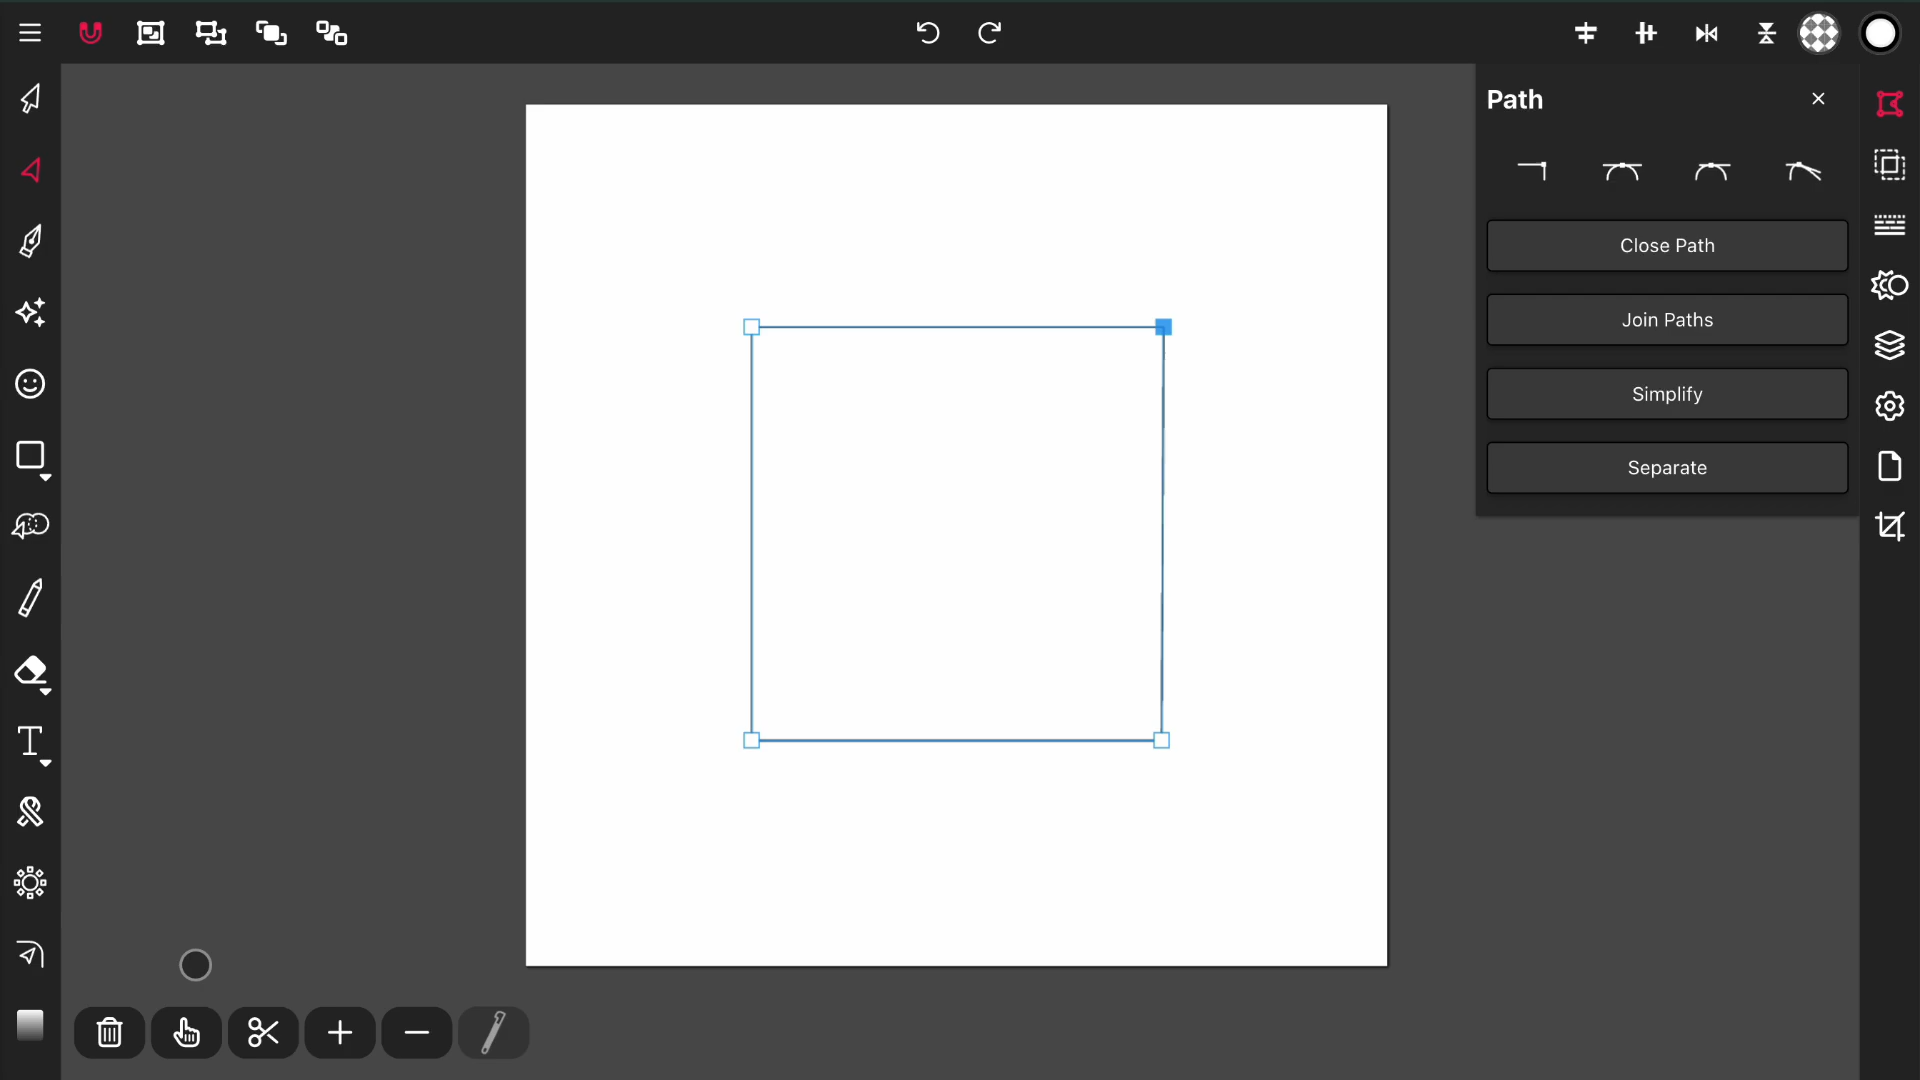 Path
Close Path
Join Paths
Simplify
Separate